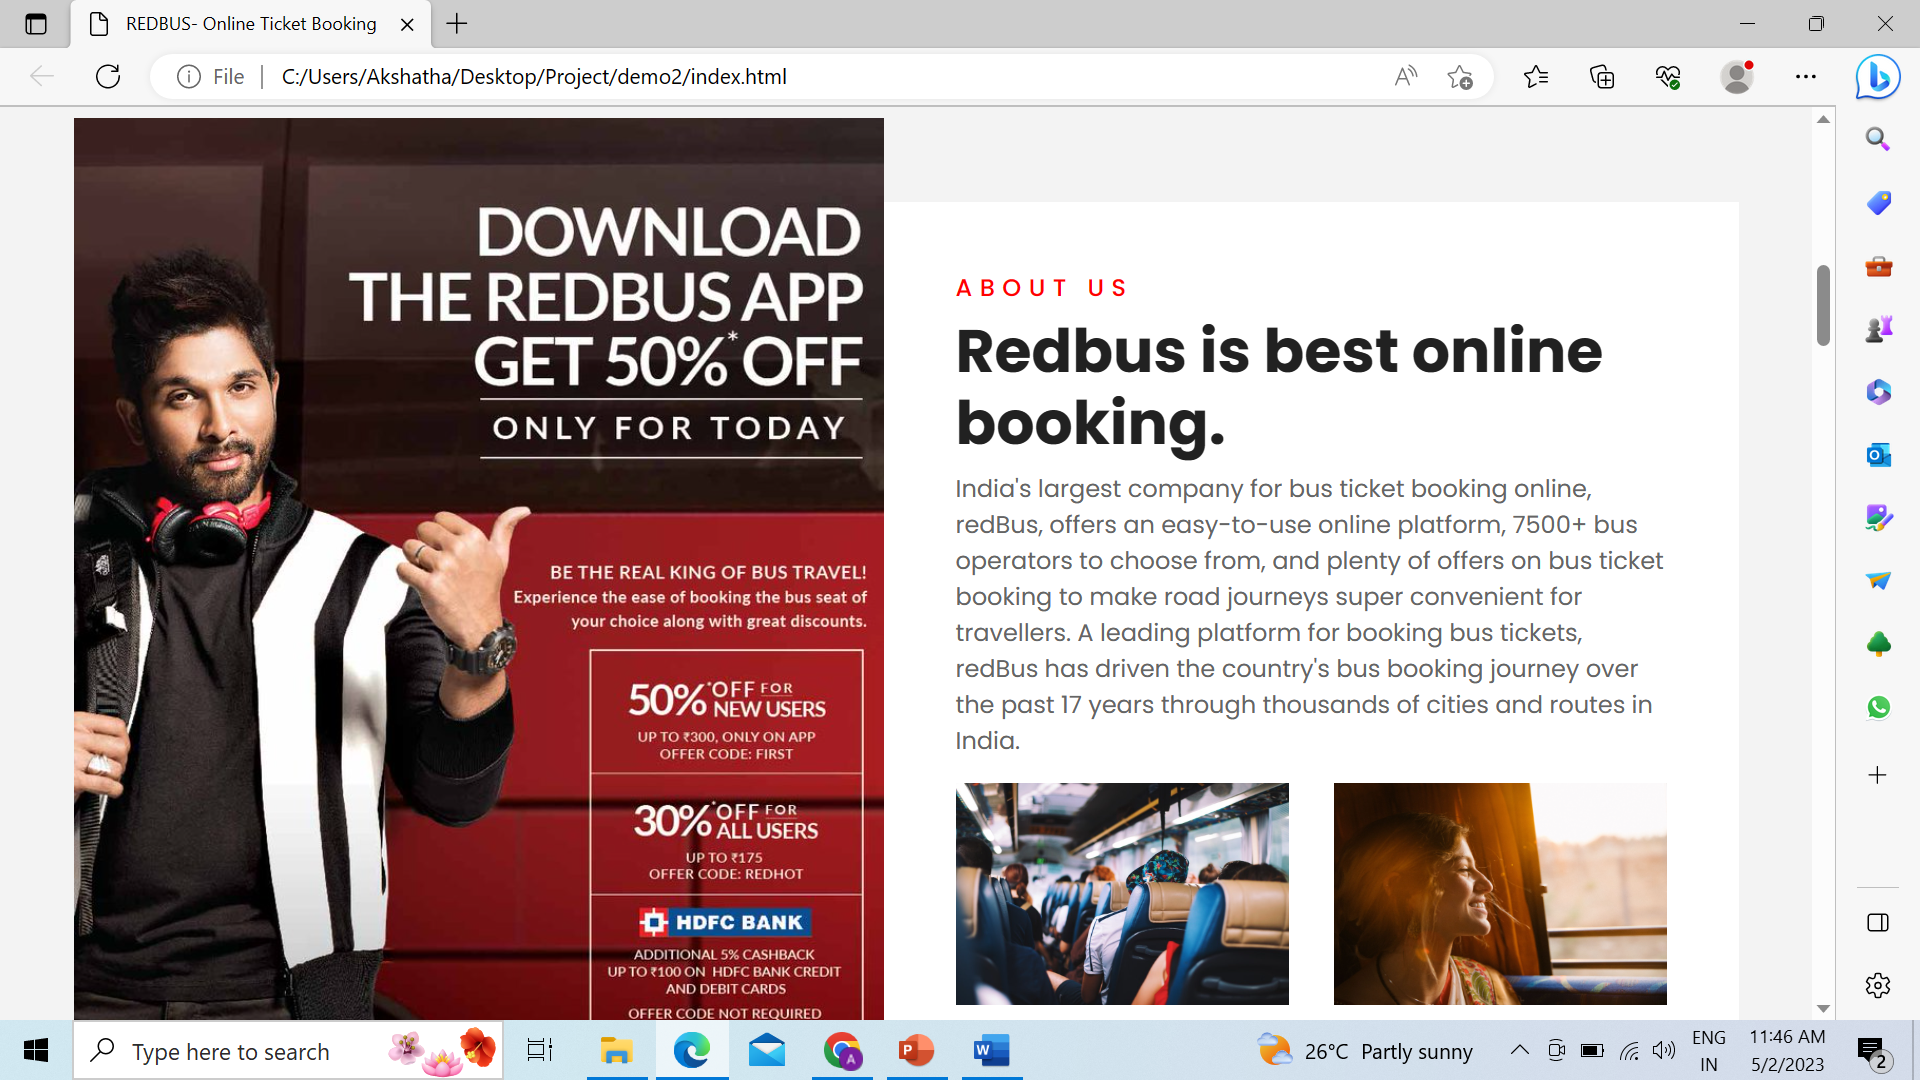 REDBUS- Online Ticket Booking
File
C:/Users/Akshatha/Desktop/Project/demo2/index.html
DOWNLOAD
THE REDBUS APP
GET 50%* OFF
ONLY FOR TODAY
BE THE REAL KING OF BUS TRAVEL!
Experience the ease of booking the bus seat of
your choice along with great discounts.
50%*OFF FOR
NEW USERS
UP TO ₹300, ONLY ON APP
OFFER CODE: FIRST
30%*OFF FOR
ALL USERS
UP TO ₹175
OFFER CODE: REDHOT
HDFC BANK
ADDITIONAL 5% CASHBACK
UP TO ₹100 ON HDFC BANK CREDIT
AND DEBIT CARDS
OFFER CODE NOT REQUIRED
ABOUT US
Redbus is best online
booking.
India's largest company for bus ticket booking online,
redBus, offers an easy-to-use online platform, 7500+ bus
operators to choose from, and plenty of offers on bus ticket
booking to make road journeys super convenient for
travellers. A leading platform for booking bus tickets,
redBus has driven the country's bus booking journey over
the past 17 years through thousands of cities and routes in
India.
Type here to search
26°C Partly sunny
ENG
IN
11:46 AM
5/2/2023
2